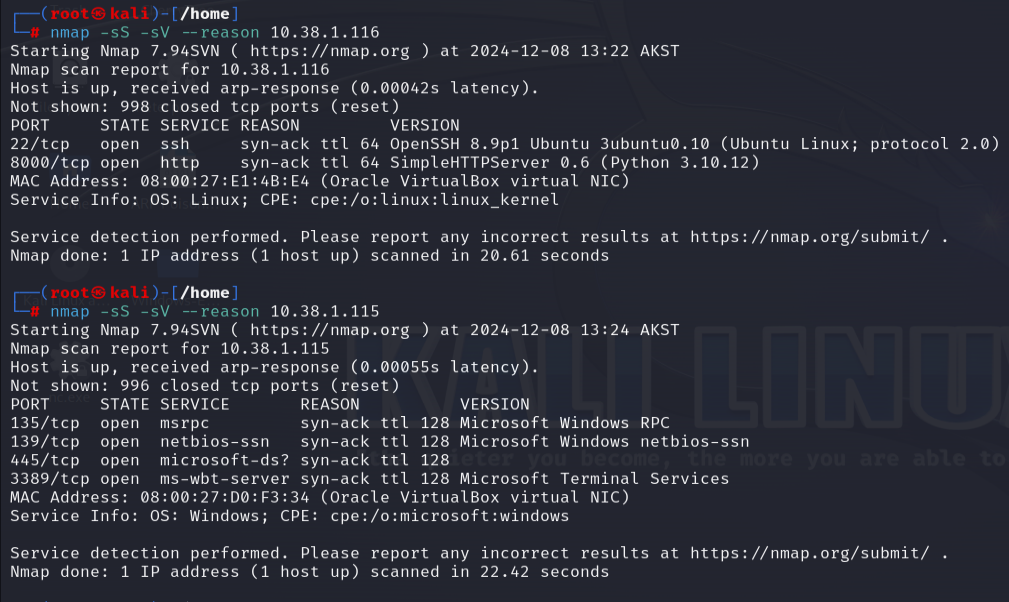 ┌──(root㉿kali)-[/home]
└─# nmap -sS -sV --reason 10.38.1.116
Starting Nmap 7.94SVN ( https://nmap.org ) at 2024-12-08 13:22 AKST
Nmap scan report for 10.38.1.116
Host is up, received arp-response (0.00042s latency).
Not shown: 998 closed tcp ports (reset)
PORT     STATE SERVICE REASON         VERSION
22/tcp   open  ssh     syn-ack ttl 64 OpenSSH 8.9p1 Ubuntu 3ubuntu0.10 (Ubuntu Linux; protocol 2.0)
8000/tcp open  http    syn-ack ttl 64 SimpleHTTPServer 0.6 (Python 3.10.12)
MAC Address: 08:00:27:E1:4B:E4 (Oracle VirtualBox virtual NIC)
Service Info: OS: Linux; CPE: cpe:/o:linux:linux_kernel
Service detection performed. Please report any incorrect results at https://nmap.org/submit/ .
Nmap done: 1 IP address (1 host up) scanned in 20.61 seconds
┌──(root㉿kali)-[/home]
└─# nmap -sS -sV --reason 10.38.1.115
Starting Nmap 7.94SVN ( https://nmap.org ) at 2024-12-08 13:24 AKST
Nmap scan report for 10.38.1.115
Host is up, received arp-response (0.00055s latency).
Not shown: 996 closed tcp ports (reset)
PORT     STATE SERVICE       REASON          VERSION
135/tcp  open  msrpc         syn-ack ttl 128 Microsoft Windows RPC
139/tcp  open  netbios-ssn   syn-ack ttl 128 Microsoft Windows netbios-ssn
445/tcp  open  microsoft-ds? syn-ack ttl 128
3389/tcp open  ms-wbt-server syn-ack ttl 128 Microsoft Terminal Services
MAC Address: 08:00:27:D0:F3:34 (Oracle VirtualBox virtual NIC)
Service Info: OS: Windows; CPE: cpe:/o:microsoft:windows
Service detection performed. Please report any incorrect results at https://nmap.org/submit/ .
Nmap done: 1 IP address (1 host up) scanned in 22.42 seconds
KALI LINU
you become, the more you are able to